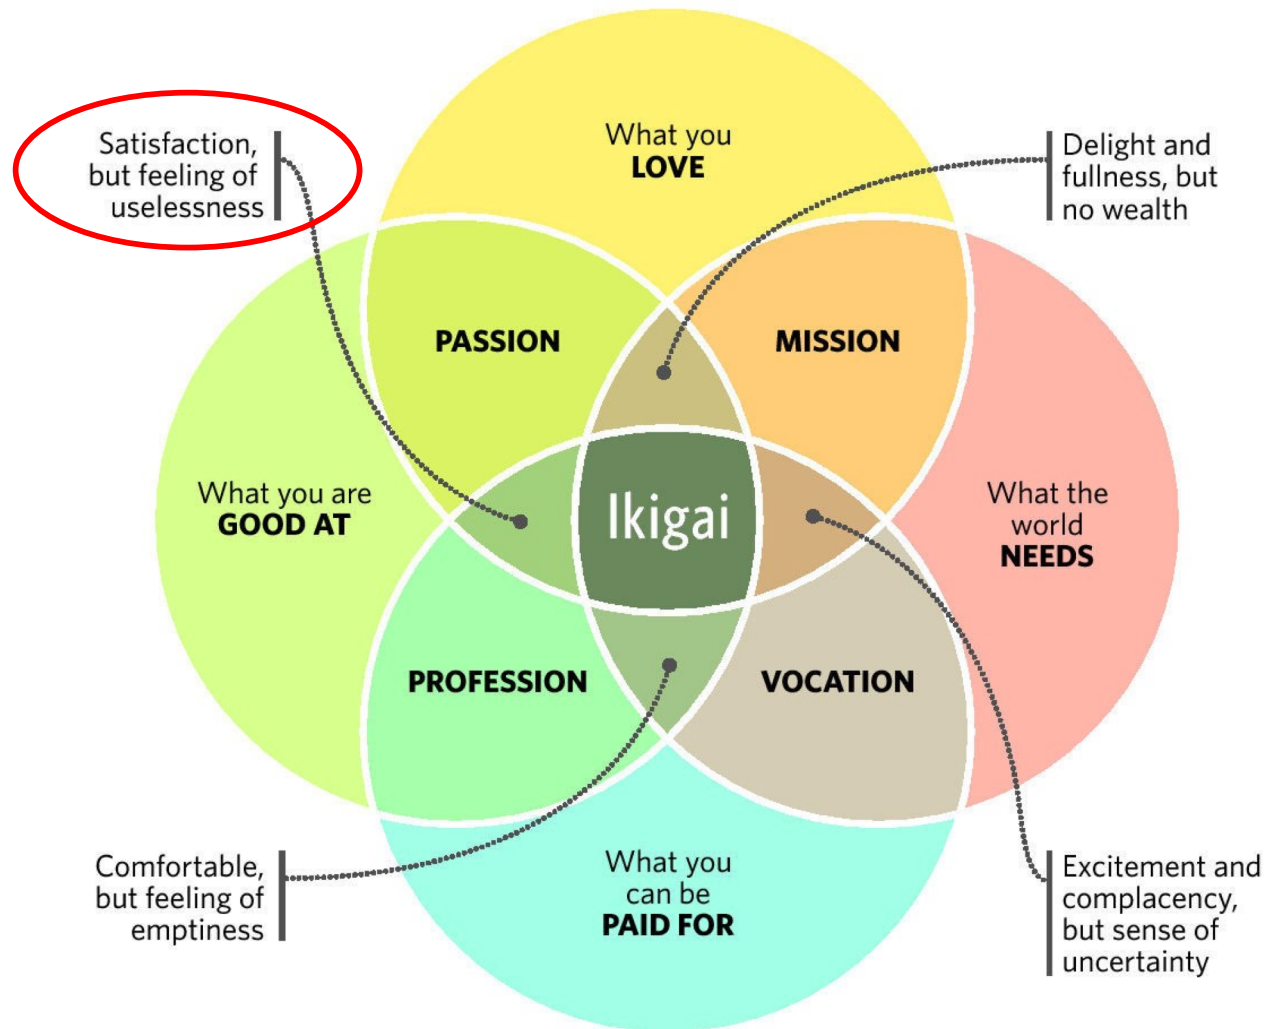 What you
LOVE
Satisfaction,
but feeling of
uselessness
Delight and
fullness, but
no wealth
PASSION
MISSION
What you are
GOOD AT
Ikigai
What the
world
NEEDS
PROFESSION
VOCATION
Comfortable,
but feeling of
emptiness
What you
can be
PAID FOR
Excitement and
complacency,
but sense of
uncertainty